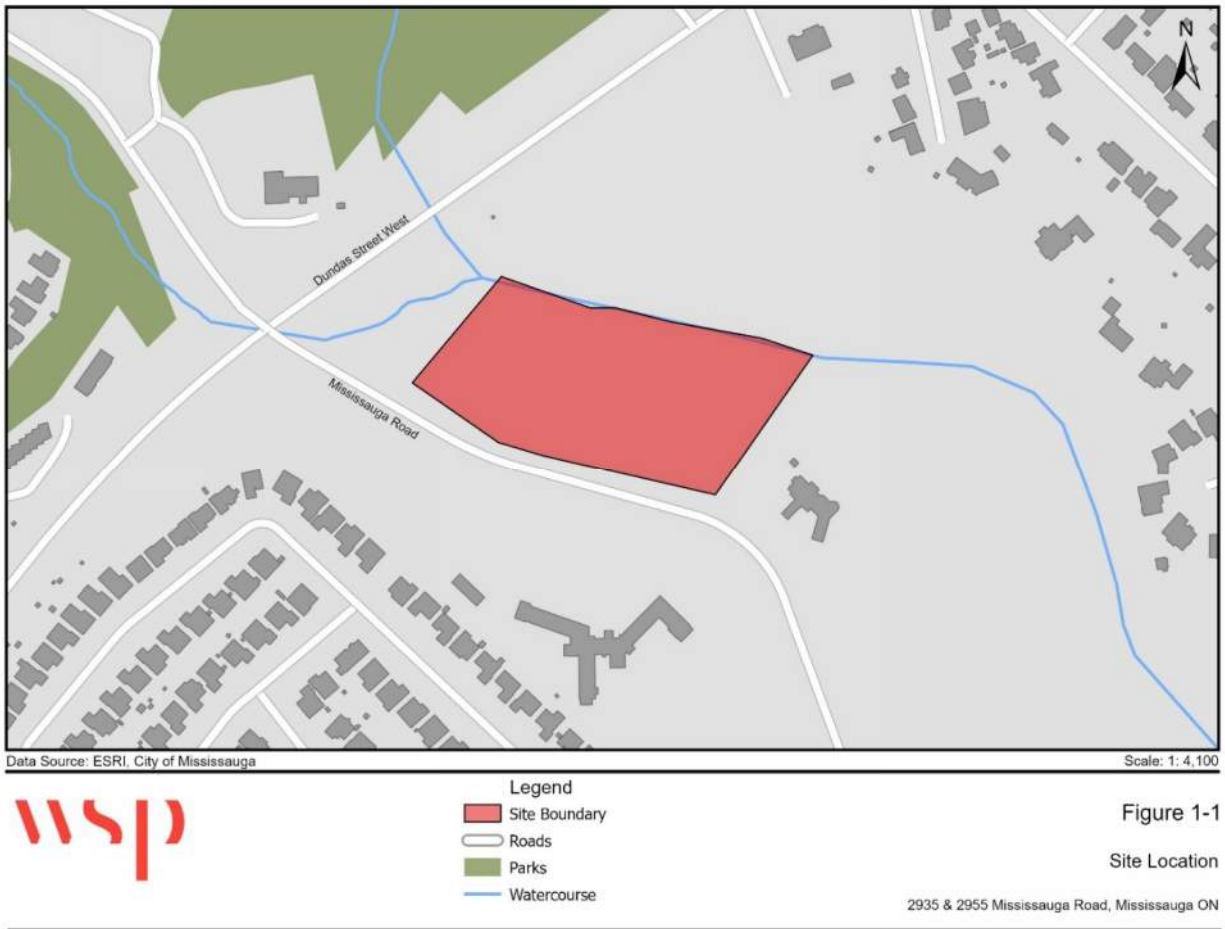 N
Dundas Street West
Mississauga Road
Data Source: ESRI, City of Mississauga
Scale: 1: 4,100
wsp
Legend
Site Boundary
Roads
Parks
Watercourse
Figure 1-1
Site Location
2935 & 2955 Mississauga Road, Mississauga ON